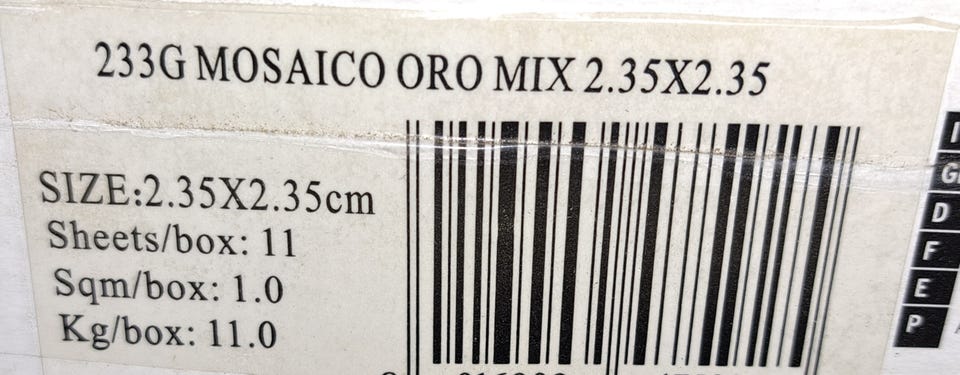 233G MOSAICO ORO MIX 2.35X2.35
SIZE:2.35X2.35cm
Sheets/box: 11
Sqm/box: 1.0
Kg/box: 11.0
I
G
D
F
E
P